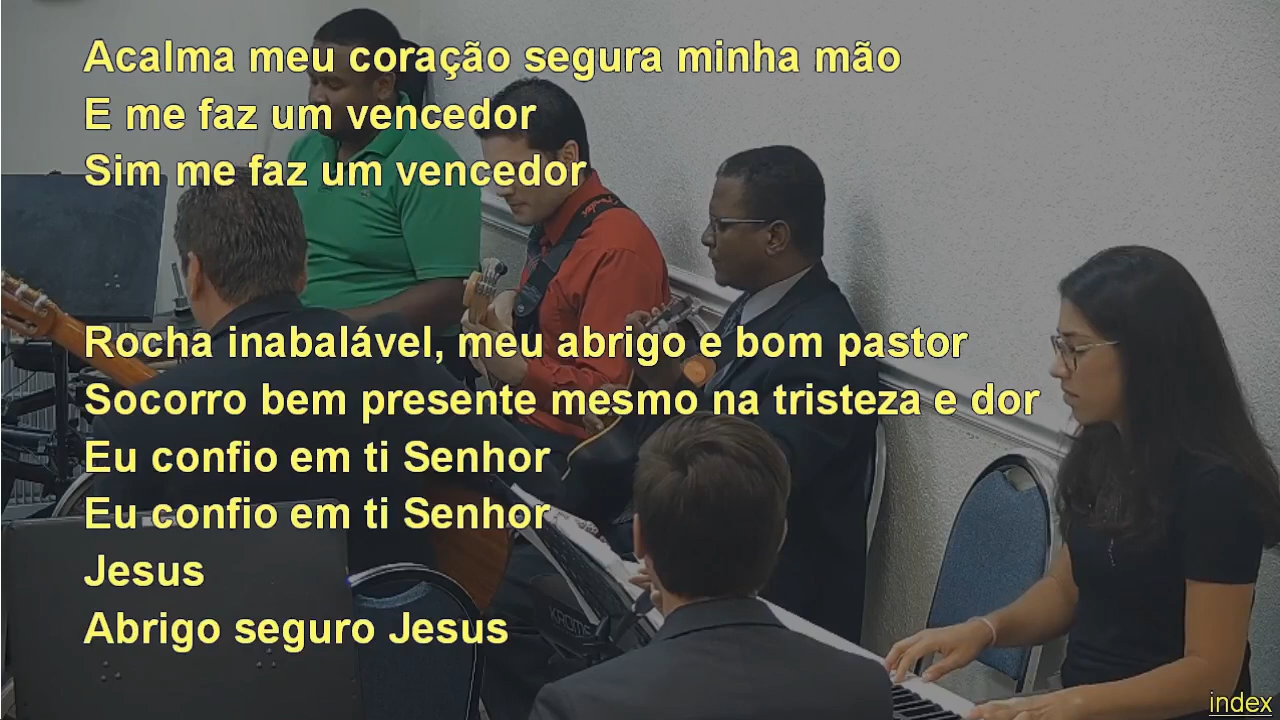 Acalma meu coração segura minha mão
E me faz um vencedor
Sim me faz um vencedor
Rocha inabalável, meu abrigo e bom pastor
Socorro bem presente mesmo na tristeza e dor
Eu confio em ti Senhor
Eu confio em ti Senhor
Jesus
Abrigo seguro Jesus
Fender
KROME
index